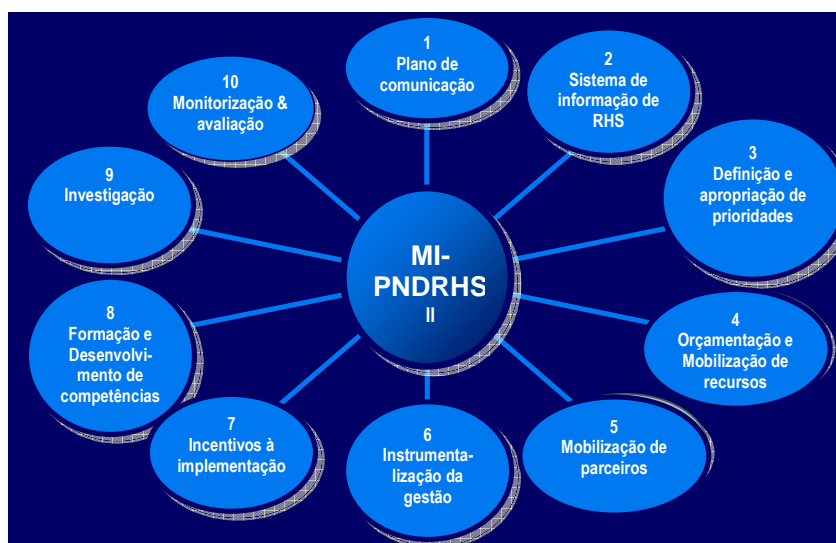 1
Plano de
comunicação
2
Sistema de
informação de
RHS
3
Definição e
apropriação de
prioridades
4
Orçamentação e
Mobilização de
recursos
5
Mobilização de
parceiros
6
Instrumenta-
lização da
gestão
7
Incentivos à
implementação
8
Formação e
Desenvolvi-
mento de
competências
9
Investigação
10
Monitorização &
avaliação
MI-
PNDRHS
II